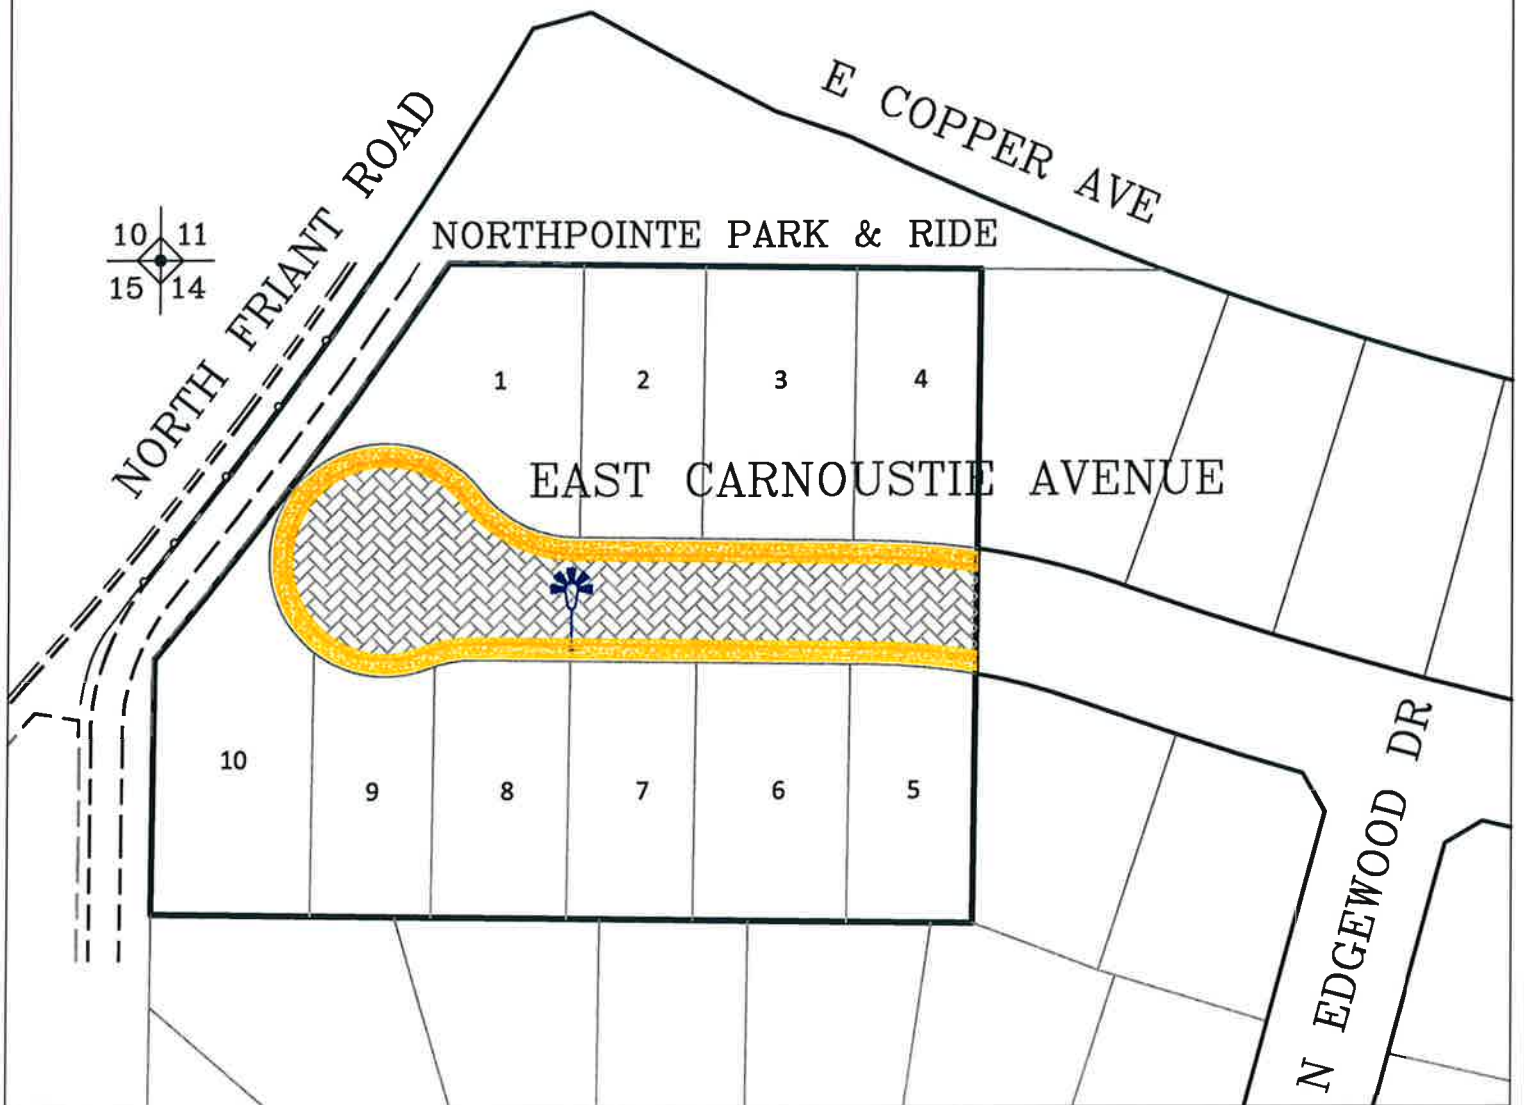 E COPPER AVE
NORTH FRIANT ROAD
NORTHPOINTE PARK & RIDE
10 11
15 14
1 2 3 4
EAST CARNOUSTIE AVENUE
10 9 8 7 6 5
N EDGEWOOD DR